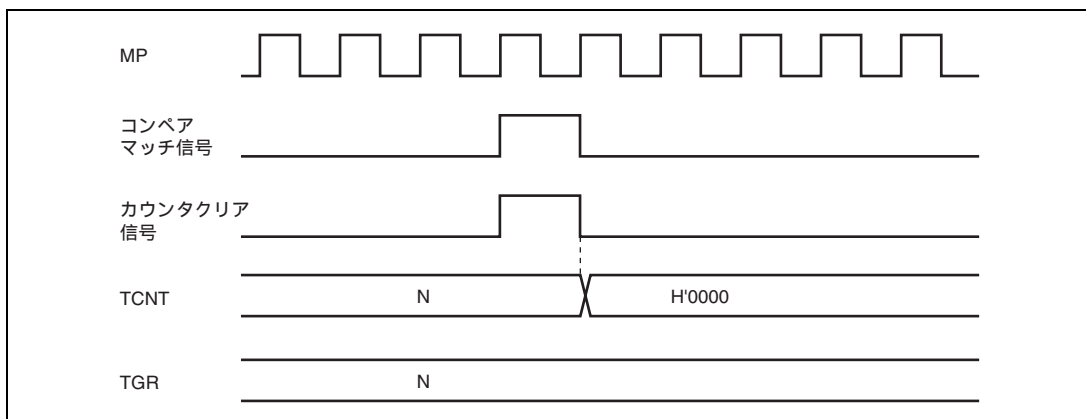 MP
コンペア
マッチ信号
カウンタクリア
信号
TCNT
N
H'0000
TGR
N